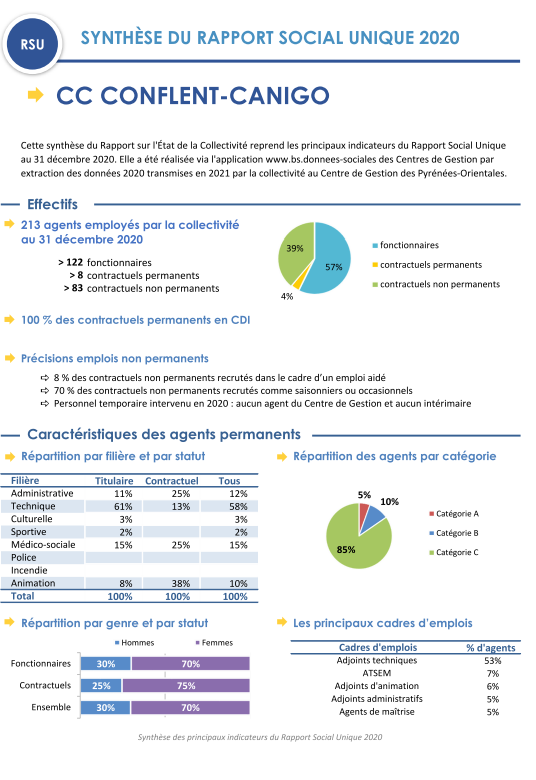 RSU
SYNTHÈSE DU RAPPORT SOCIAL UNIQUE 2020
CC CONFLENT-CANIGO
Cette synthèse du Rapport sur l'État de la Collectivité reprend les principaux indicateurs du Rapport Social Unique
au 31 décembre 2020. Elle a été réalisée via l'application www.bs.donnees-sociales des Centres de Gestion par
extraction des données 2020 transmises en 2021 par la collectivité au Centre de Gestion des Pyrénées-Orientales.
Effectifs
213 agents employés par la collectivité
au 31 décembre 2020
> 122 fonctionnaires
> 8 contractuels permanents
> 83 contractuels non permanents
39%
57%
4%
fonctionnaires
contractuels permanents
contractuels non permanents
100 % des contractuels permanents en CDI
Précisions emplois non permanents
⇨ 8 % des contractuels non permanents recrutés dans le cadre d'un emploi aidé
⇨ 70 % des contractuels non permanents recrutés comme saisonniers ou occasionnels
⇨ Personnel temporaire intervenu en 2020 : aucun agent du Centre de Gestion et aucun intérimaire
Caractéristiques des agents permanents
Répartition par filière et par statut
Filière Titulaire Contractuel Tous
Administrative 11% 25% 12%
Technique 61% 13% 58%
Culturelle 3% 3%
Sportive 2% 2%
Médico-sociale 15% 25% 15%
Police
Incendie
Animation 8% 38% 10%
Total 100% 100% 100%
Répartition des agents par catégorie
5%
10%
85%
Catégorie A
Catégorie B
Catégorie C
Répartition par genre et par statut
Hommes Femmes
Fonctionnaires 30% 70%
Contractuels 25% 75%
Ensemble 30% 70%
Les principaux cadres d'emplois
Cadres d'emplois % d'agents
Adjoints techniques 53%
ATSEM 7%
Adjoints d'animation 6%
Adjoints administratifs 5%
Agents de maîtrise 5%
Synthèse des principaux indicateurs du Rapport Social Unique 2020